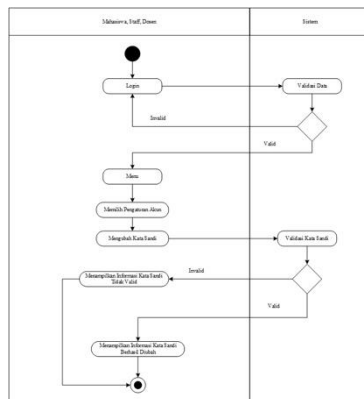 Mahasiswa, Staff, Dosen
Sistem
Login
Validasi Data
Invalid
Valid
Menu
Memilih Pengaturan Akun
Mengubah Kata Sandi
Validasi Kata Sandi
Menampilkan Informasi Kata Sandi
Tidak Valid
Invalid
Valid
Menampilkan Informasi Kata Sandi
Berhasil Diubah